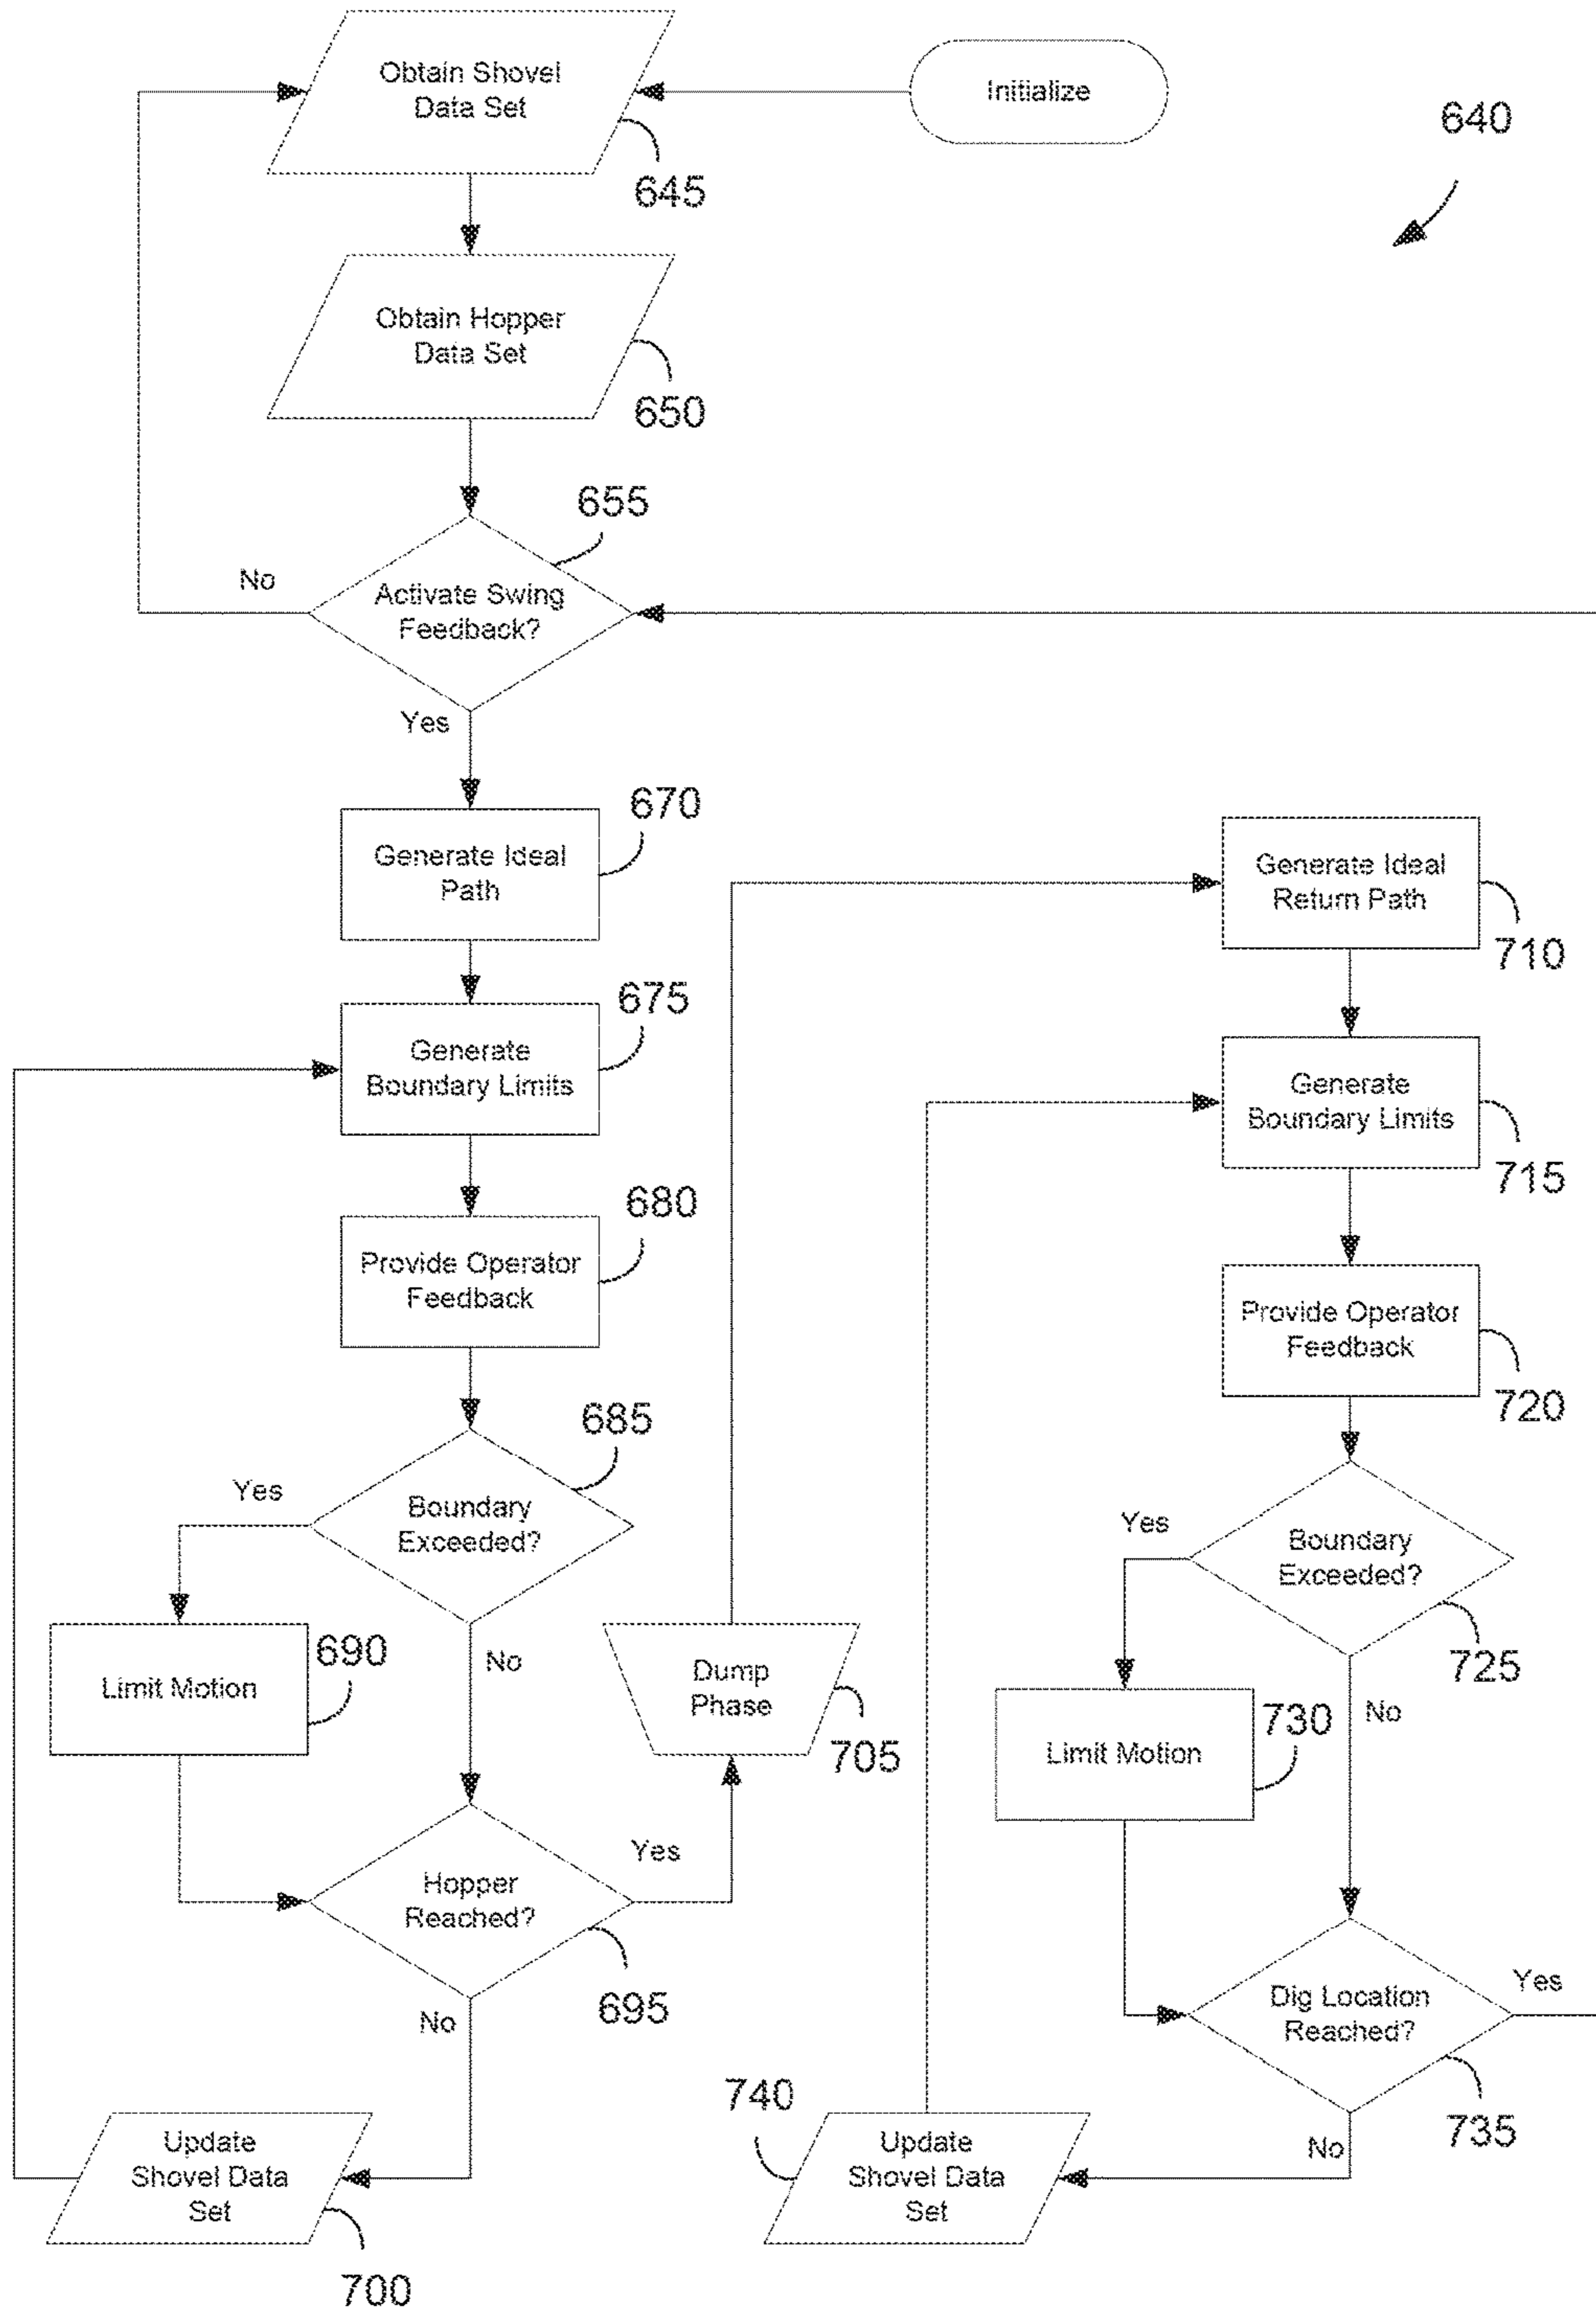 Obtain Shovel
Data Set
Initialize
640
645
Obtain Hopper
Data Set
650
655
No
Activate Swing
Feedback?
Yes
670
Generate Ideal
Path
675
Generate
Boundary Limits
680
Provide Operator
Feedback
685
Yes
Boundary
Exceeded?
690
Limit Motion
No
Dump
Phase
705
Hopper
Reached?
Yes
695
No
Update
Shovel Data
Set
700
Generate Ideal
Return Path
710
Generate
Boundary Limits
715
Provide Operator
Feedback
720
Yes
Boundary
Exceeded?
725
730
Limit Motion
No
Dig Location
Reached?
Yes
735
No
740
Update
Shovel Data
Set